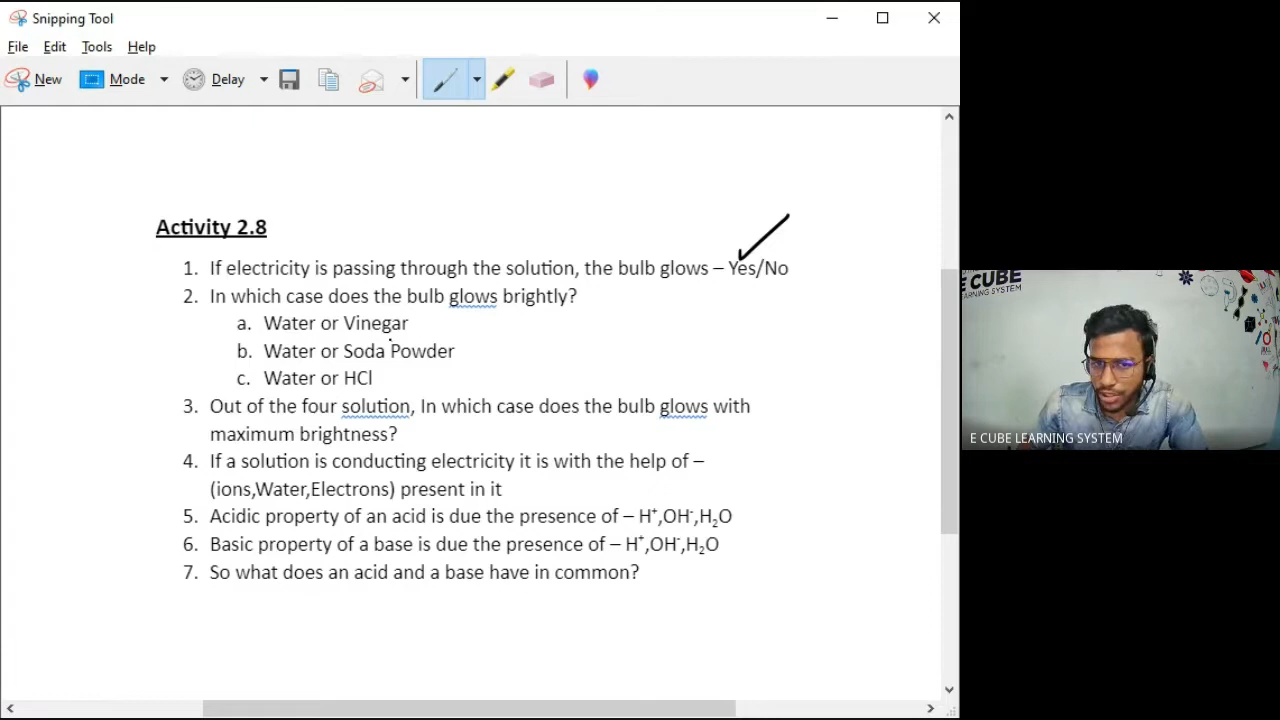 Snipping Tool
File Edit Tools Help
New Mode Delay
Activity 2.8
1. If electricity is passing through the solution, the bulb glows – Yes/No
2. In which case does the bulb glows brightly?
a. Water or Vinegar
b. Water or Soda Powder
c. Water or HCl
3. Out of the four solution, In which case does the bulb glows with
maximum brightness?
4. If a solution is conducting electricity it is with the help of –
(ions,Water,Electrons) present in it
5. Acidic property of an acid is due the presence of – H⁺,OH⁻,H₂O
6. Basic property of a base is due the presence of – H⁺,OH⁻,H₂O
7. So what does an acid and a base have in common?
E CUBE
LEARNING SYSTEM
E CUBE LEARNING SYSTEM